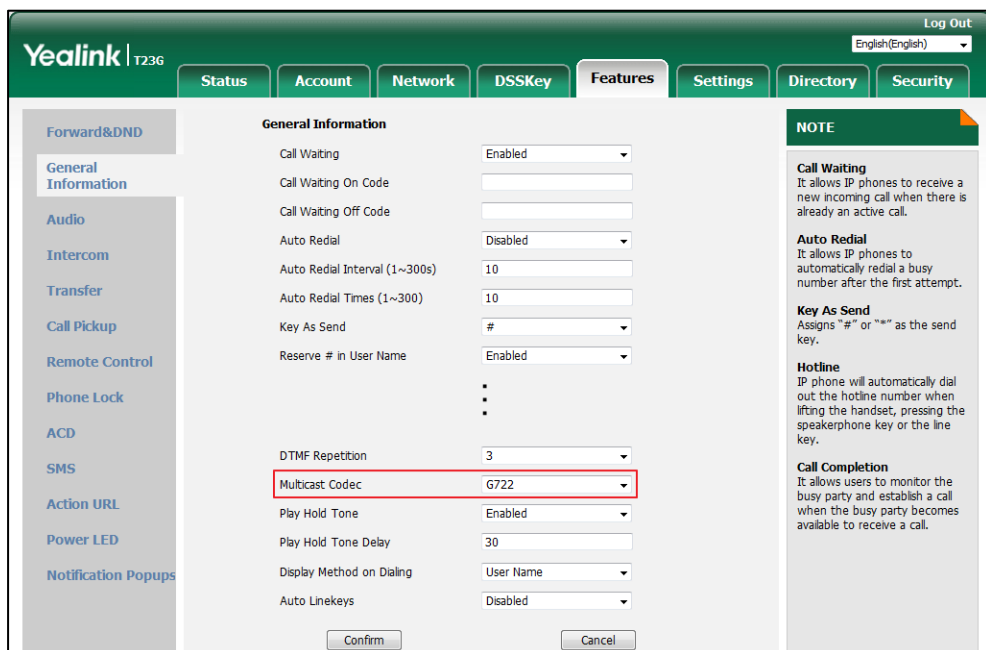 Log Out
English(English)
Yealink | T23G
Status
Account
Network
DSSKey
Features
Settings
Directory
Security
Forward&DND
General
Information
Audio
Intercom
Transfer
Call Pickup
Remote Control
Phone Lock
ACD
SMS
Action URL
Power LED
Notification Popups
General Information
Call Waiting Enabled
Call Waiting On Code
Call Waiting Off Code
Auto Redial Disabled
Auto Redial Interval (1~300s) 10
Auto Redial Times (1~300) 10
Key As Send #
Reserve # in User Name Enabled
DTMF Repetition 3
Multicast Codec G722
Play Hold Tone Enabled
Play Hold Tone Delay 30
Display Method on Dialing User Name
Auto Linekeys Disabled
Confirm
Cancel
NOTE
Call Waiting
It allows IP phones to receive a
new incoming call when there is
already an active call.
Auto Redial
It allows IP phones to
automatically redial a busy
number after the first attempt.
Key As Send
Assigns "#" or "*" as the send
key.
Hotline
IP phone will automatically dial
out the hotline number when
lifting the handset, pressing the
speakerphone key or the line
key.
Call Completion
It allows users to monitor the
busy party and establish a call
when the busy party becomes
available to receive a call.